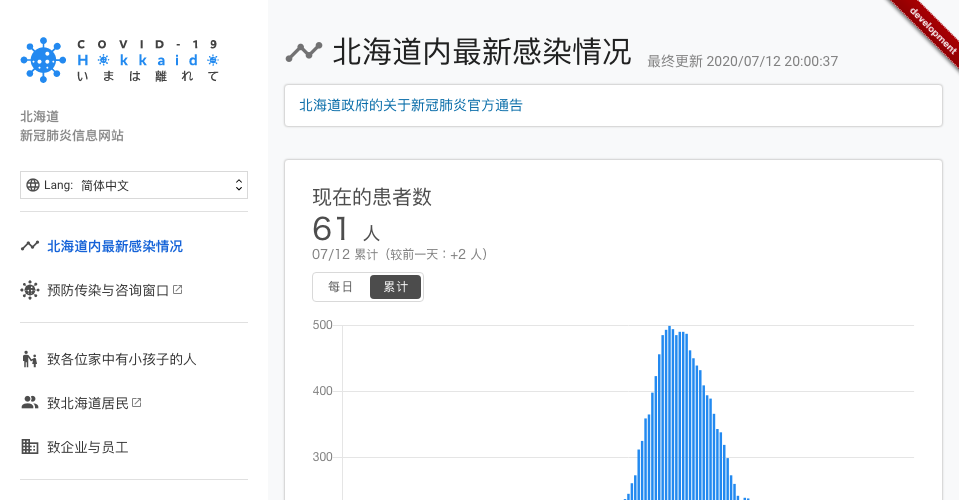 COVID-19
Hokkaido
いまは離れて
北海道
新冠肺炎信息网站
Lang: 简体中文
北海道内最新感染情况
预防传染与咨询窗口
致各位家中有小孩子的人
致北海道居民
致企业与员工
北海道内最新感染情况 最终更新 2020/07/12 20:00:37
development
北海道政府的关于新冠肺炎官方通告
现在的患者数
61 人
07/12 累计（较前一天：+2 人）
每日 累计
500
400
300